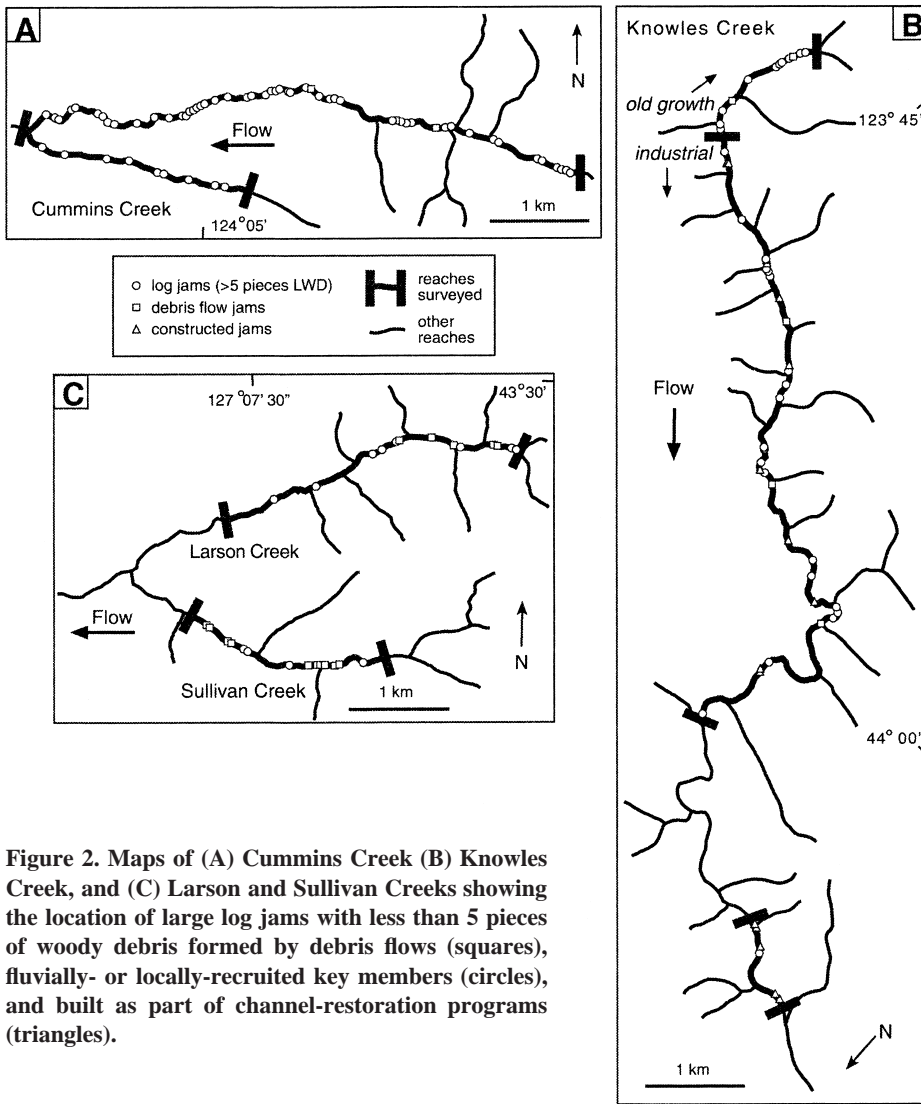 A
N
Flow
Cummins Creek
124°05'
1 km
log jams (>5 pieces LWD)
debris flow jams
constructed jams
reaches
surveyed
other
reaches
C
127°07' 30"
43°30'
Larson Creek
Flow
N
Sullivan Creek
1 km
B
Knowles Creek
old growth
123°45'
industrial
Flow
44°00'
N
1 km
Figure 2. Maps of (A) Cummins Creek (B) Knowles
Creek, and (C) Larson and Sullivan Creeks showing
the location of large log jams with less than 5 pieces
of woody debris formed by debris flows (squares),
fluvially- or locally-recruited key members (circles),
and built as part of channel-restoration programs
(triangles).